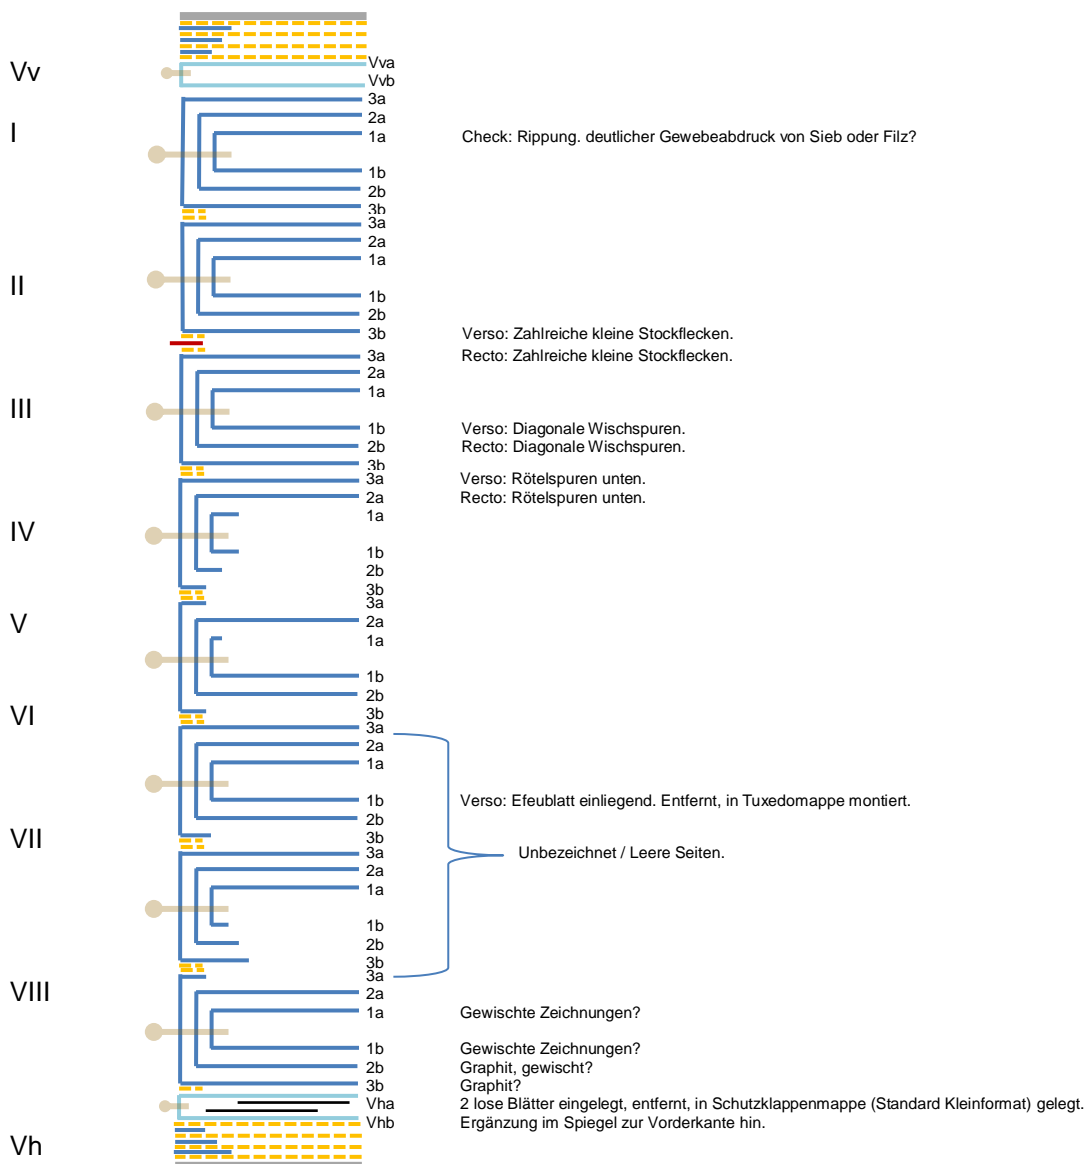 Vv
Vva
Vvb
I
3a
2a
1a Check: Rippung. deutlicher Gewebeabdruck von Sieb oder Filz?
1b
2b
3b
II
3a
2a
1a
1b
2b
3b Verso: Zahlreiche kleine Stockflecken.
III
3a Recto: Zahlreiche kleine Stockflecken.
2a
1a
1b Verso: Diagonale Wischspuren.
2b Recto: Diagonale Wischspuren.
3b
IV
3a Verso: Rötelspuren unten.
2a Recto: Rötelspuren unten.
1a
1b
2b
3b
V
3a
2a
1a
1b
2b
3b
VI
3a
2a
1a
1b Verso: Efeublatt einliegend. Entfernt, in Tuxedomappe montiert.
2b
3b
VII
Unbezeichnet / Leere Seiten.
3a
2a
1a
1b
2b
3b
VIII
3a
2a
1a Gewischte Zeichnungen?
1b Gewischte Zeichnungen?
2b Graphit, gewischt?
3b Graphit?
Vha 2 lose Blätter eingelegt, entfernt, in Schutzklappenmappe (Standard Kleinformat) gelegt.
Vhb Ergänzung im Spiegel zur Vorderkante hin.
Vh